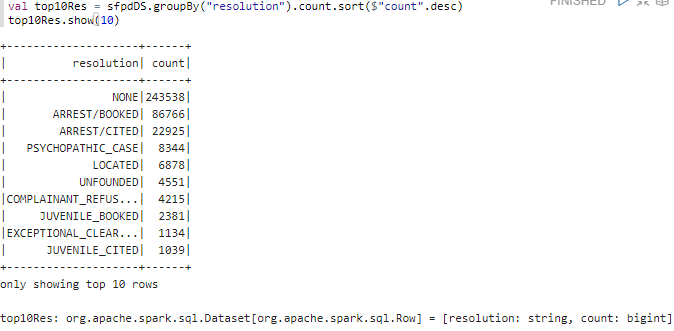 val top10Res = sfpdDS.groupBy("resolution").count.sort($"count".desc)
FINISHED
top10Res.show(10)
+--------------------+------+
|          resolution| count|
+--------------------+------+
|                NONE|243538|
|       ARREST/BOOKED| 86766|
|        ARREST/CITED| 22925|
|    PSYCHOPATHIC_CASE|  8344|
|             LOCATED|  6878|
|           UNFOUNDED|  4551|
|COMPLAINANT_REFUS...|  4215|
|     JUVENILE_BOOKED|  2381|
|EXCEPTIONAL_CLEAR...|  1134|
|      JUVENILE_CITED|  1039|
+--------------------+------+
only showing top 10 rows
top10Res: org.apache.spark.sql.Dataset[org.apache.spark.sql.Row] = [resolution: string, count: bigint]